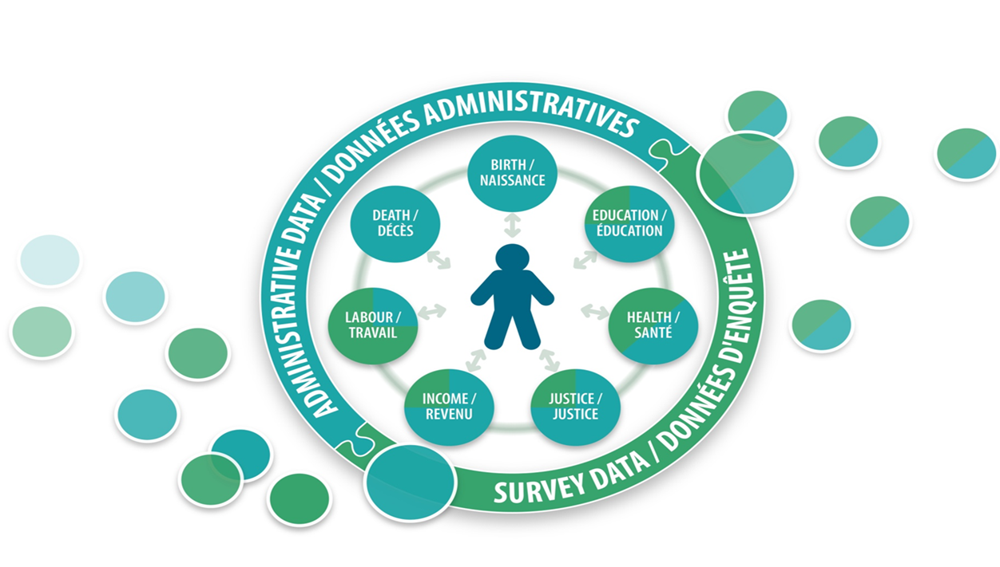 ADMINISTRATIVE DATA / DONNÉES ADMINISTRATIVES
BIRTH /
NAISSANCE
EDUCATION /
ÉDUCATION
HEALTH /
SANTÉ
JUSTICE /
JUSTICE
INCOME /
REVENU
LABOUR /
TRAVAIL
DEATH /
DÉCÈS
SURVEY DATA / DONNÉES D'ENQUÊTE